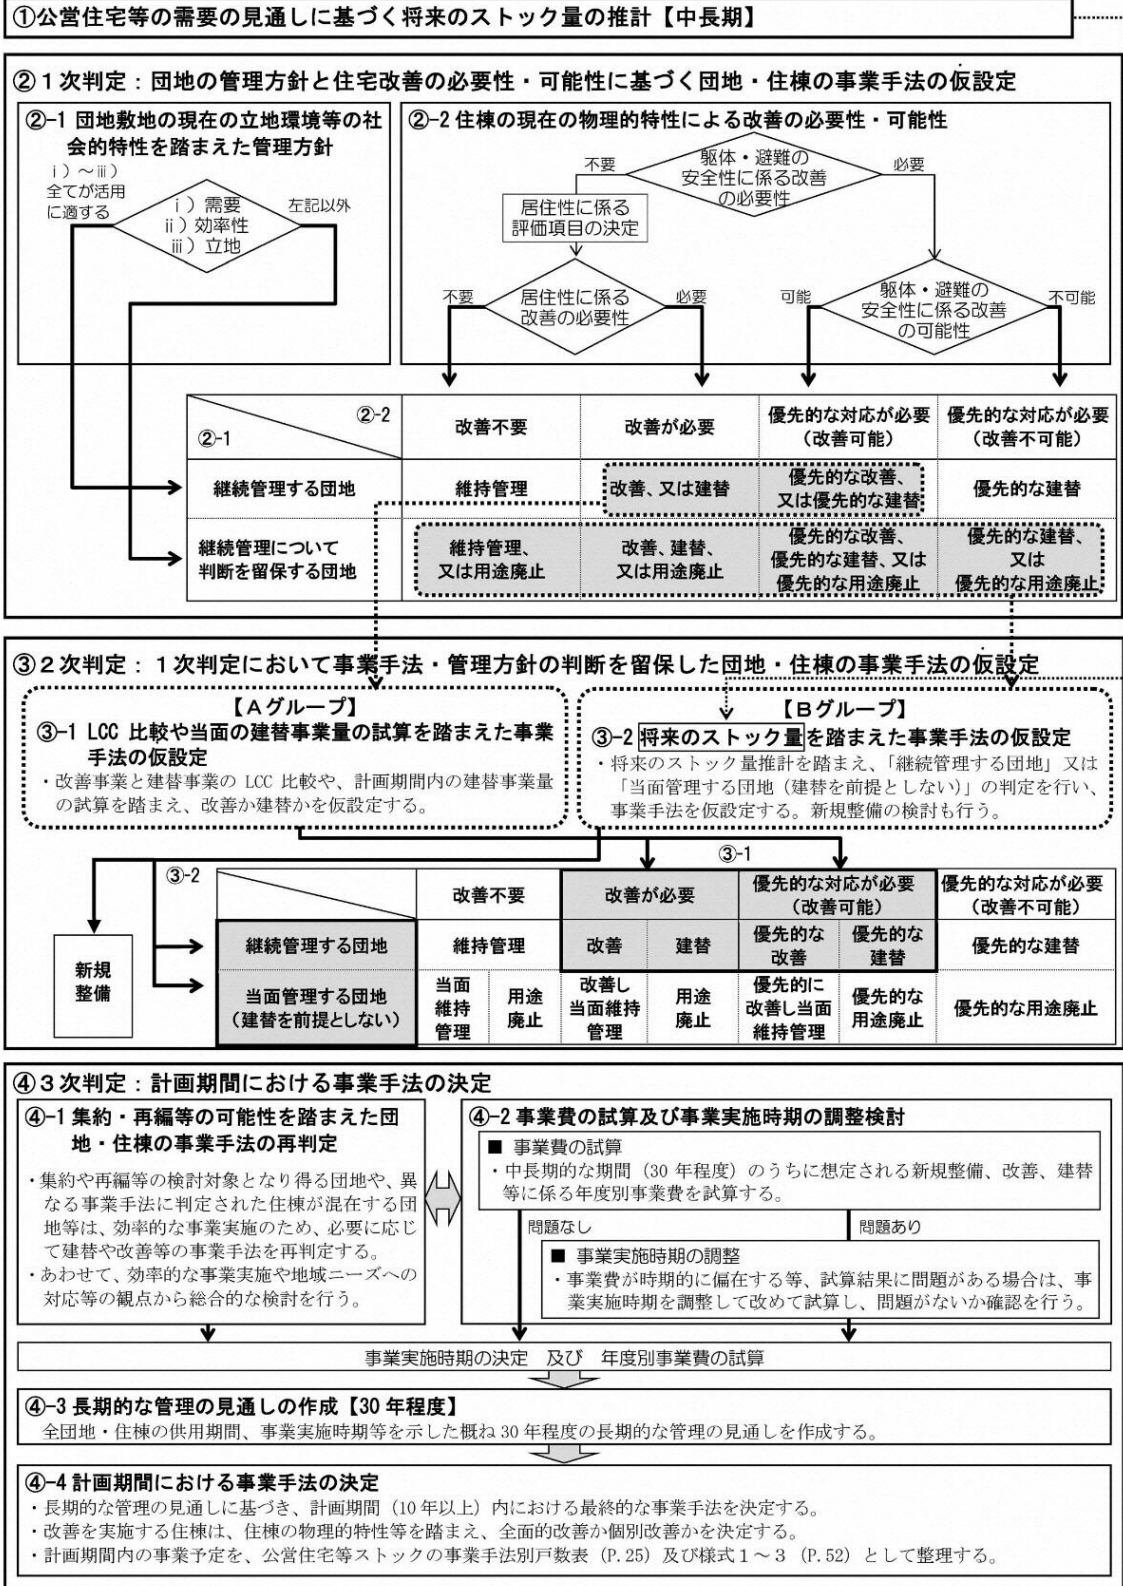 ①公営住宅等の需要の見通しに基づく将来のストック量の推計【中長期】
②１次判定：団地の管理方針と住宅改善の必要性・可能性に基づく団地・住棟の事業手法の仮設定
②-1 団地敷地の現在の立地環境等の社
会的特性を踏まえた管理方針
ⅰ）～ⅲ）
全てが活用
に適する
ⅰ）需要
ⅱ）効率性
ⅲ）立地
左記以外
②-2 住棟の現在の物理的特性による改善の必要性・可能性
不要
躯体・避難の
安全性に係る改善
の必要性
必要
居住性に係る
評価項目の決定
不要
居住性に係る
改善の必要性
必要
可能
躯体・避難の
安全性に係る改善
の可能性
不可能
②-2
②-1
改善不要
改善が必要
優先的な対応が必要
（改善可能）
優先的な対応が必要
（改善不可能）
継続管理する団地
維持管理
改善、又は建替
優先的な改善、
又は優先的な建替
優先的な建替
継続管理について
判断を留保する団地
維持管理、
又は用途廃止
改善、建替、
又は用途廃止
優先的な改善、
優先的な建替、又は
優先的な用途廃止
優先的な建替、
又は
優先的な用途廃止
③２次判定：１次判定において事業手法・管理方針の判断を留保した団地・住棟の事業手法の仮設定
【Ａグループ】
③-1 LCC 比較や当面の建替事業量の試算を踏まえた事業
手法の仮設定
・改善事業と建替事業の LCC 比較や、計画期間内の建替事業量
の試算を踏まえ、改善か建替かを仮設定する。
【Ｂグループ】
③-2 将来のストック量を踏まえた事業手法の仮設定
・将来のストック量推計を踏まえ、「継続管理する団地」又は
「当面管理する団地（建替を前提としない）」の判定を行い、
事業手法を仮設定する。新規整備の検討も行う。
③-1
③-2
新規
整備
改善不要
改善が必要
優先的な対応が必要
（改善可能）
優先的な対応が必要
（改善不可能）
継続管理する団地
維持管理
改善
建替
優先的な
改善
優先的な
建替
優先的な建替
当面管理する団地
（建替を前提としない）
当面
維持
管理
用途
廃止
改善し
当面維持
管理
用途
廃止
優先的に
改善し当面
維持管理
優先的な
用途廃止
優先的な用途廃止
④３次判定：計画期間における事業手法の決定
④-1 集約・再編等の可能性を踏まえた団
地・住棟の事業手法の再判定
・集約や再編等の検討対象となり得る団地や、異
なる事業手法に判定された住棟が混在する団
地等は、効率的な事業実施のため、必要に応じ
て建替や改善等の事業手法を再判定する。
・あわせて、効率的な事業実施や地域ニーズへの
対応等の観点から総合的な検討を行う。
④-2 事業費の試算及び事業実施時期の調整検討
■ 事業費の試算
・中長期的な期間（30 年程度）のうちに想定される新規整備、改善、建替
等に係る年度別事業費を試算する。
問題なし
問題あり
■ 事業実施時期の調整
・事業費が時期的に偏在する等、試算結果に問題がある場合は、事
業実施時期を調整して改めて試算し、問題がないか確認を行う。
事業実施時期の決定　及び　年度別事業費の試算
④-3 長期的な管理の見通しの作成【30 年程度】
全団地・住棟の供用期間、事業実施時期等を示した概ね 30 年程度の長期的な管理の見通しを作成する。
④-4 計画期間における事業手法の決定
・長期的な管理の見通しに基づき、計画期間（10 年以上）内における最終的な事業手法を決定する。
・改善を実施する住棟は、住棟の物理的特性等を踏まえ、全面的改善か個別改善かを決定する。
・計画期間内の事業予定を、公営住宅等ストックの事業手法別戸数表（P.25）及び様式１～３（P.52）として整理する。